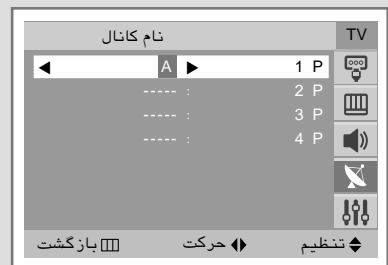 TV
نام کانال
1 P ▶ A ◀
2 P : -----
3 P : -----
4 P : -----
تنظیم حرکت بازگشت